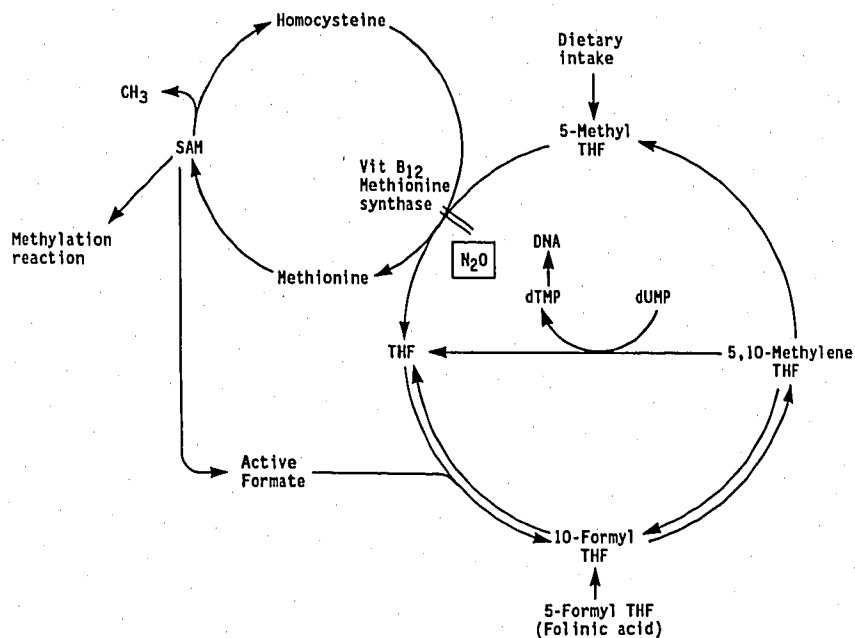 Homocysteine
Dietary
intake
CH3
5-Methyl
THF
SAM
Vit B12
Methionine
synthase
Methylation
reaction
Methionine
N2O
DNA
dTMP
dUMP
THF
5,10-Methylene
THF
Active
Formate
10-Formyl
THF
5-Formyl THF
(Folinic acid)